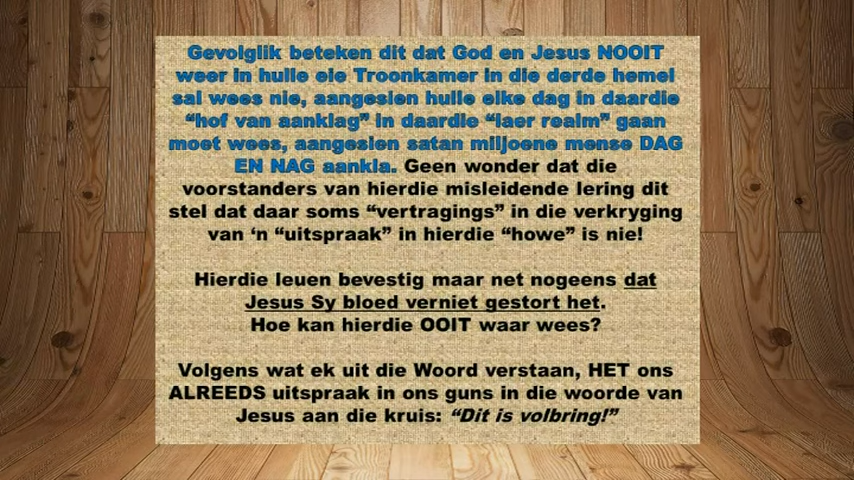 Gevolglik beteken dit dat God en Jesus NOOIT
weer in hulle eie Troonkamer in die derde hemel
sal wees nie, aangesien hulle elke dag in daardie
“hof van aanklag” in daardie “laer realm” gaan
moet wees, aangesien satan miljoene mense DAG
EN NAG aankla. Geen wonder dat die
voorstanders van hierdie misleidende lering dit
stel dat daar soms “vertragings” in die verkryging
van ‘n “uitspraak” in hierdie “howe” is nie!
Hierdie leuen bevestig maar net nogeens dat
Jesus Sy bloed verniet gestort het.
Hoe kan hierdie OOIT waar wees?
Volgens wat ek uit die Woord verstaan, HET ons
ALREEDS uitspraak in ons guns in die woorde van
Jesus aan die kruis: “Dit is volbring!”